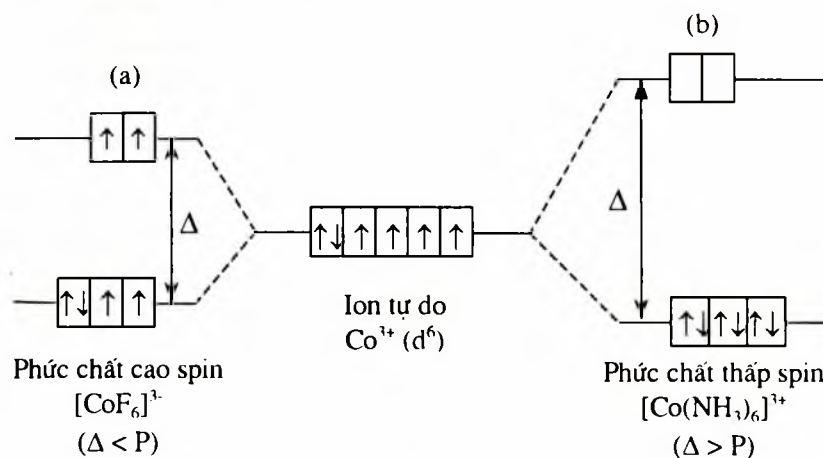 (a)
(b)
Δ
Δ
Ion tự do
Co³⁺ (d⁶)
Phức chất cao spin
[CoF₆]³⁻
(Δ < P)
Phức chất thấp spin
[Co(NH₃)₆]³⁺
(Δ > P)